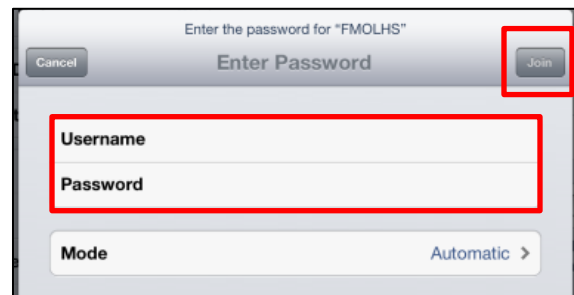 Enter the password for “FMOLHS”
Cancel Enter Password Join
Username
Password
Mode Automatic